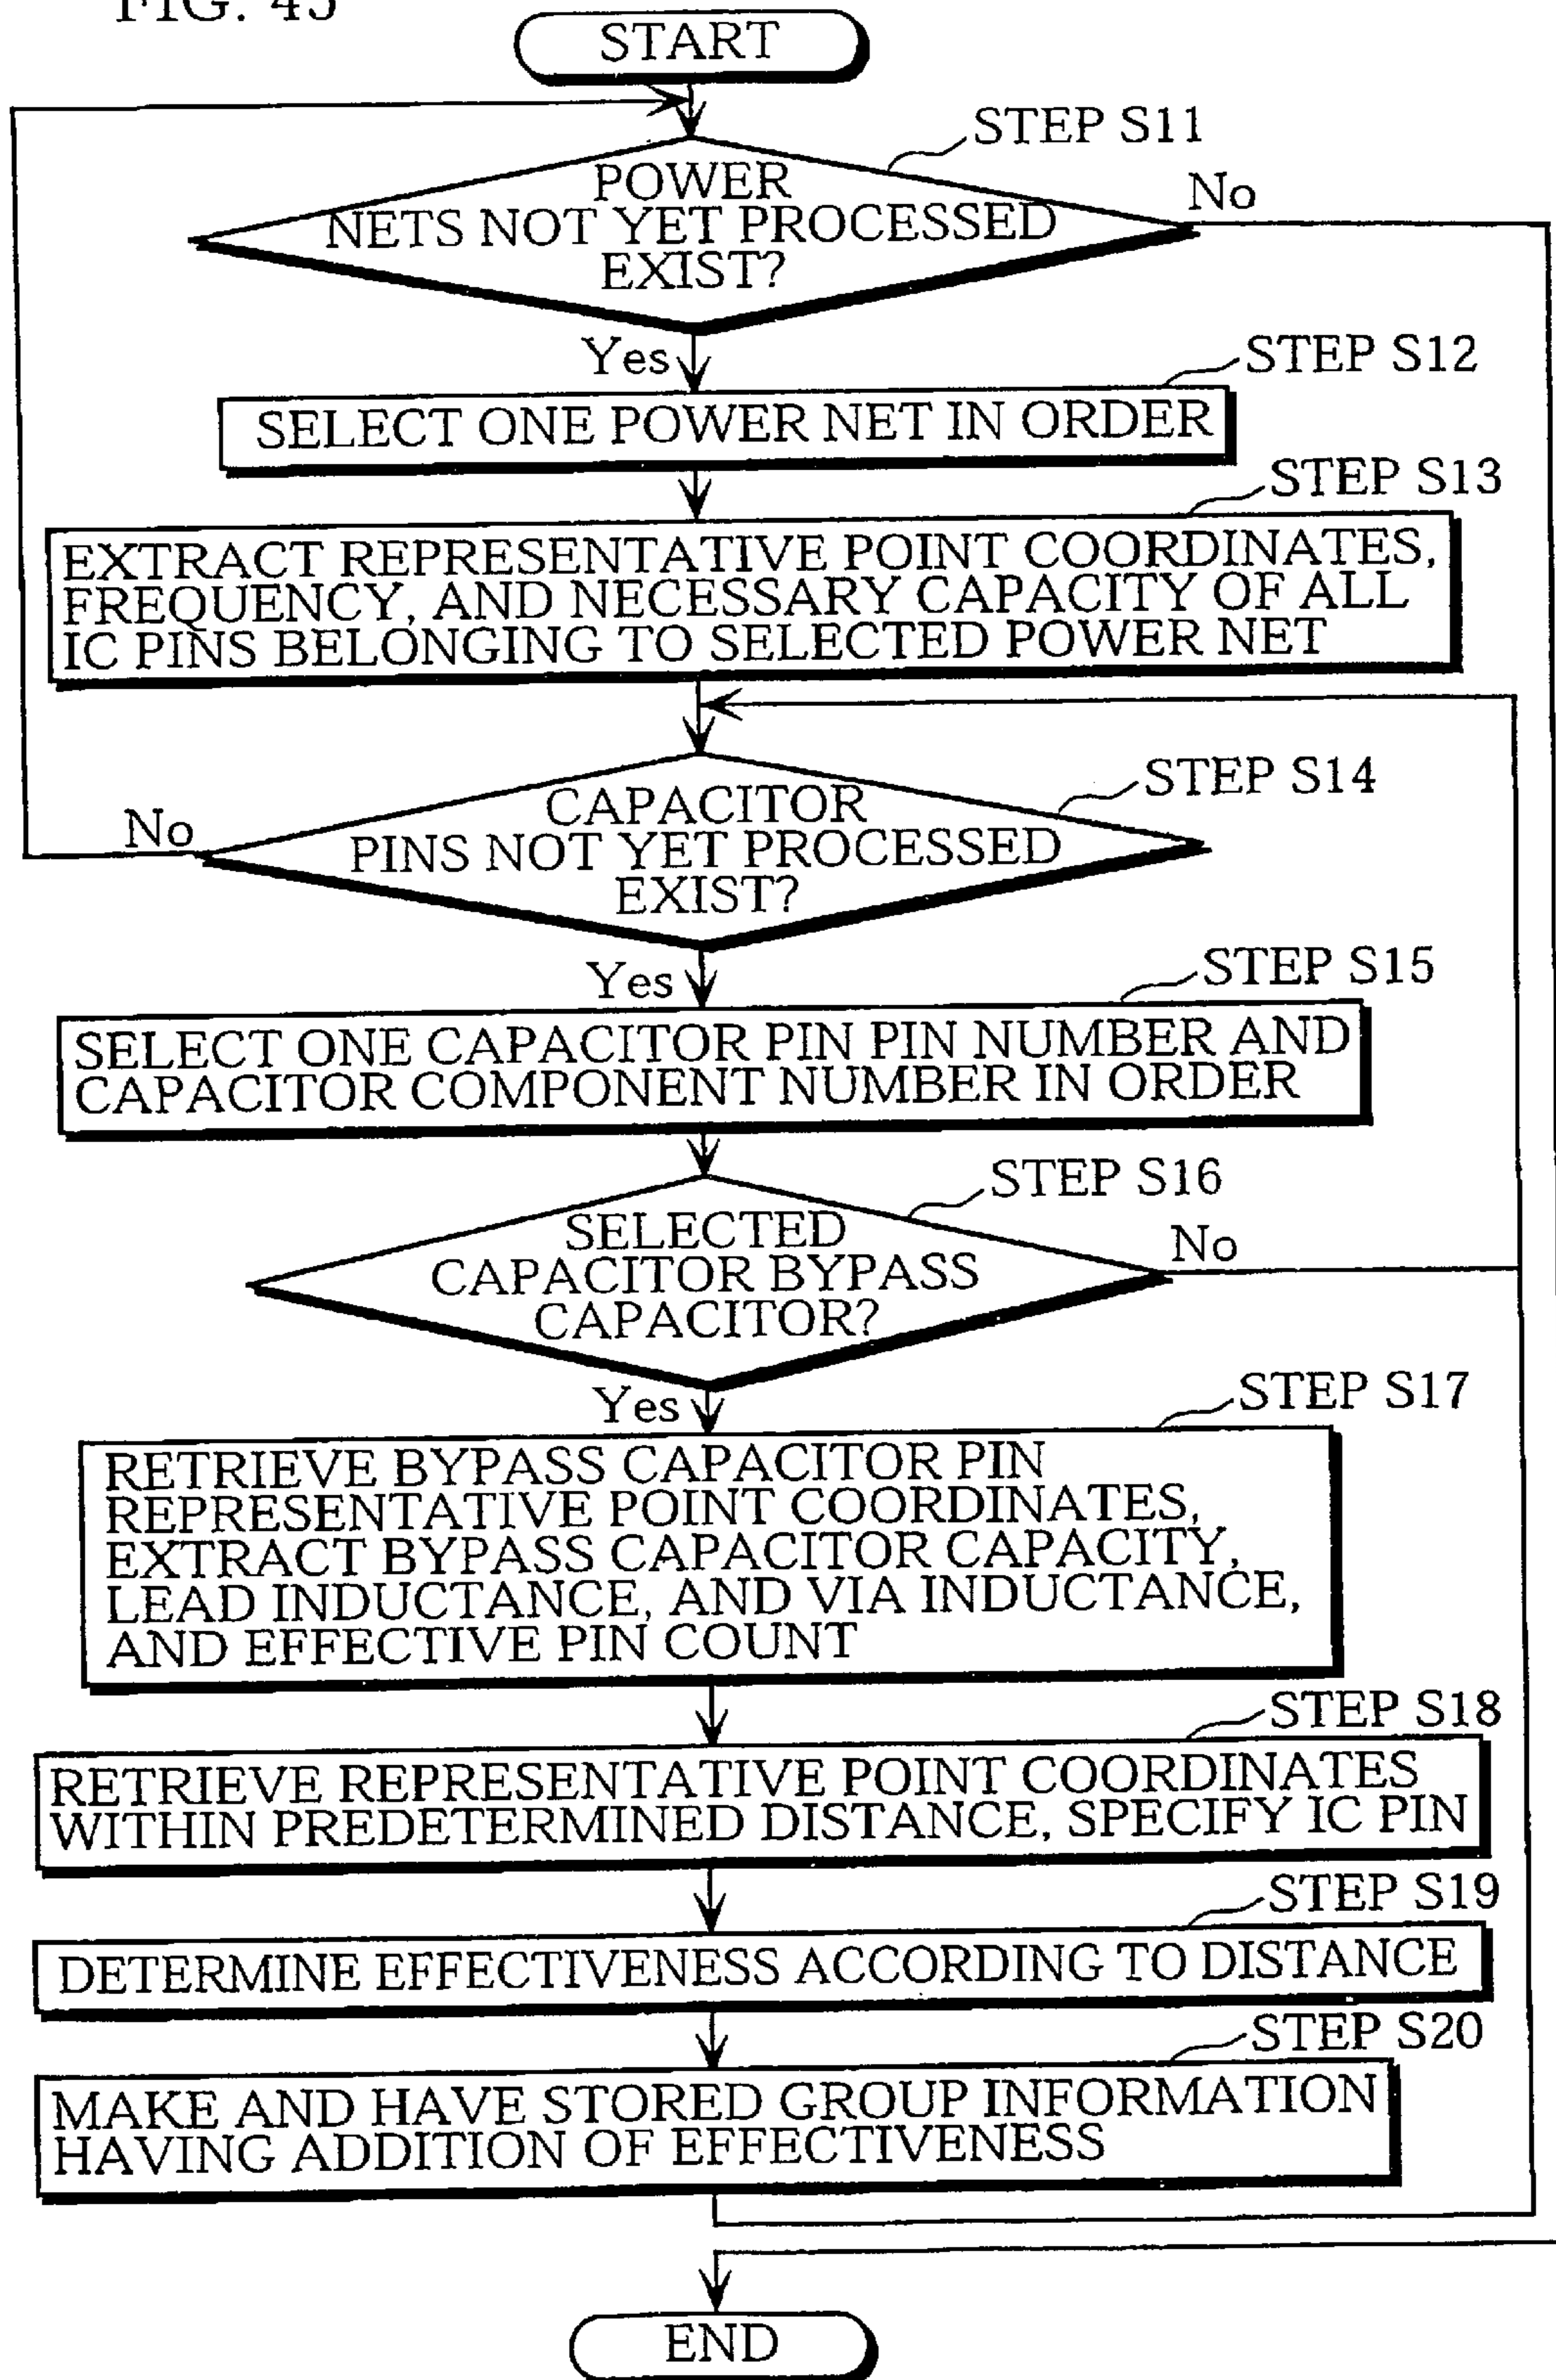 FIG. 45
START
STEP S11
POWER
NETS NOT YET PROCESSED
EXIST?
No
Yes
STEP S12
SELECT ONE POWER NET IN ORDER
STEP S13
EXTRACT REPRESENTATIVE POINT COORDINATES,
FREQUENCY, AND NECESSARY CAPACITY OF ALL
IC PINS BELONGING TO SELECTED POWER NET
STEP S14
CAPACITOR
PINS NOT YET PROCESSED
EXIST?
No
Yes
STEP S15
SELECT ONE CAPACITOR PIN PIN NUMBER AND
CAPACITOR COMPONENT NUMBER IN ORDER
STEP S16
SELECTED
CAPACITOR BYPASS
CAPACITOR?
No
Yes
STEP S17
RETRIEVE BYPASS CAPACITOR PIN
REPRESENTATIVE POINT COORDINATES,
EXTRACT BYPASS CAPACITOR CAPACITY,
LEAD INDUCTANCE, AND VIA INDUCTANCE,
AND EFFECTIVE PIN COUNT
STEP S18
RETRIEVE REPRESENTATIVE POINT COORDINATES
WITHIN PREDETERMINED DISTANCE, SPECIFY IC PIN
STEP S19
DETERMINE EFFECTIVENESS ACCORDING TO DISTANCE
STEP S20
MAKE AND HAVE STORED GROUP INFORMATION
HAVING ADDITION OF EFFECTIVENESS
END